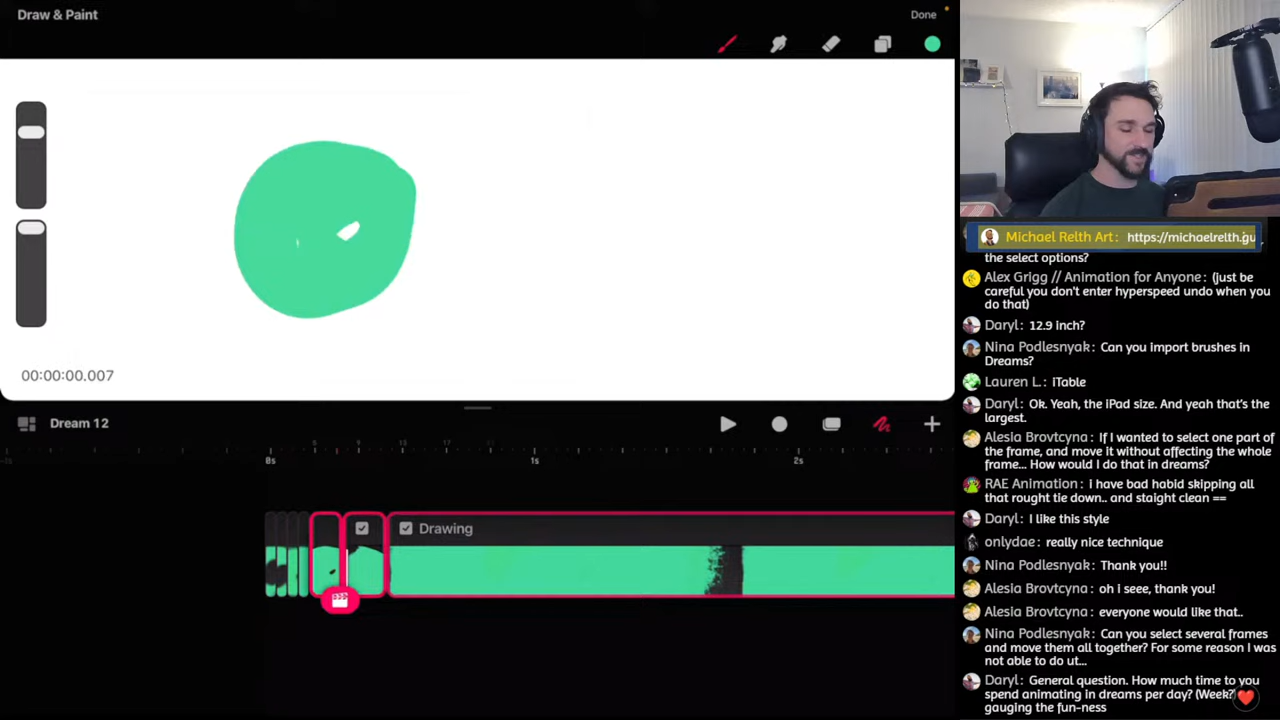 Draw & Paint
Done
00:00:00.007
Dream 12
5
9
13
17
0s
1s
2s
Drawing
Michael Relth Art: https://michaelrelth.gu
the select options?
Alex Grigg // Animation for Anyone: (just be
careful you don't enter hyperspeed undo when you
do that)
Daryl: 12.9 inch?
Nina Podlesnyak: Can you import brushes in
Dreams?
Lauren L.: iTable
Daryl: Ok. Yeah, the iPad size. And yeah that's the
largest.
Alesia Brovtcyna: If I wanted to select one part of
the frame, and move it without affecting the whole
frame... How would I do that in dreams?
RAE Animation: i have bad habid skipping all
that rought tie down.. and staight clean ==
Daryl: I like this style
onlydae: really nice technique
Nina Podlesnyak: Thank you!!
Alesia Brovtcyna: oh i seee, thank you!
Alesia Brovtcyna: everyone would like that..
Nina Podlesnyak: Can you select several frames
and move them all together? For some reason I was
not able to do ut...
Daryl: General question. How much time to you
spend animating in dreams per day? (Week?
gauging the fun-ness